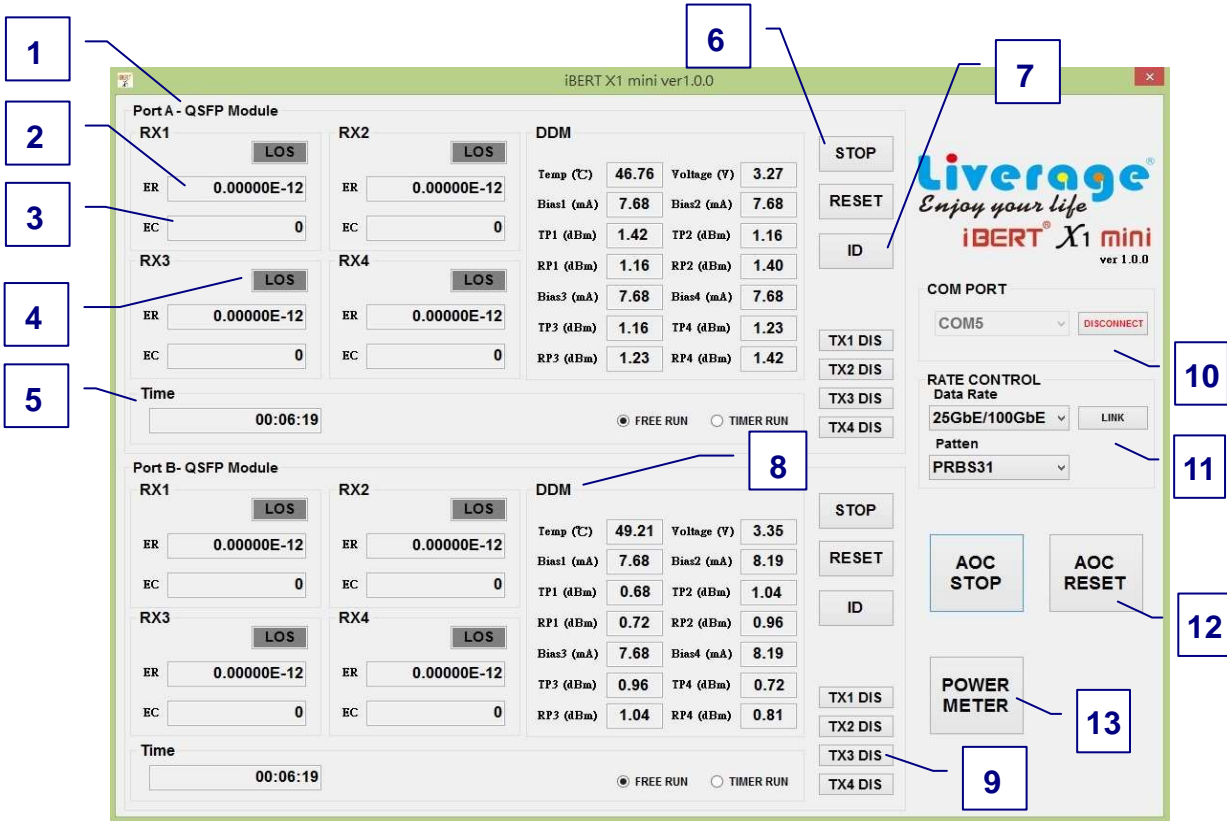 1
2
3
4
5
6
7
8
9
10
11
12
13
iBERT X1 mini ver1.0.0
Port A - QSFP Module
RX1
LOS
ER 0.00000E-12
EC 0
RX2
LOS
ER 0.00000E-12
EC 0
RX3
LOS
ER 0.00000E-12
EC 0
RX4
LOS
ER 0.00000E-12
EC 0
DDM
Temp (℃) 46.76 Voltage (V) 3.27
Bias1 (mA) 7.68 Bias2 (mA) 7.68
TP1 (dBm) 1.42 TP2 (dBm) 1.16
RP1 (dBm) 1.16 RP2 (dBm) 1.40
Bias3 (mA) 7.68 Bias4 (mA) 7.68
TP3 (dBm) 1.16 TP4 (dBm) 1.23
RP3 (dBm) 1.23 RP4 (dBm) 1.42
STOP
RESET
ID
TX1 DIS
TX2 DIS
TX3 DIS
TX4 DIS
Time
00:06:19
FREE RUN TIMER RUN
Port B- QSFP Module
RX1
LOS
ER 0.00000E-12
EC 0
RX2
LOS
ER 0.00000E-12
EC 0
RX3
LOS
ER 0.00000E-12
EC 0
RX4
LOS
ER 0.00000E-12
EC 0
DDM
Temp (℃) 49.21 Voltage (V) 3.35
Bias1 (mA) 7.68 Bias2 (mA) 8.19
TP1 (dBm) 0.68 TP2 (dBm) 1.04
RP1 (dBm) 0.72 RP2 (dBm) 0.96
Bias3 (mA) 7.68 Bias4 (mA) 8.19
TP3 (dBm) 0.96 TP4 (dBm) 0.72
RP3 (dBm) 1.04 RP4 (dBm) 0.81
STOP
RESET
ID
TX1 DIS
TX2 DIS
TX3 DIS
TX4 DIS
Time
00:06:19
FREE RUN TIMER RUN
Liverage®
Enjoy your life
iBERT® X1 mini
ver 1.0.0
COM PORT
COM5 DISCONNECT
RATE CONTROL
Data Rate
25GbE/100GbE LINK
Patten
PRBS31
AOC
STOP
AOC
RESET
POWER
METER